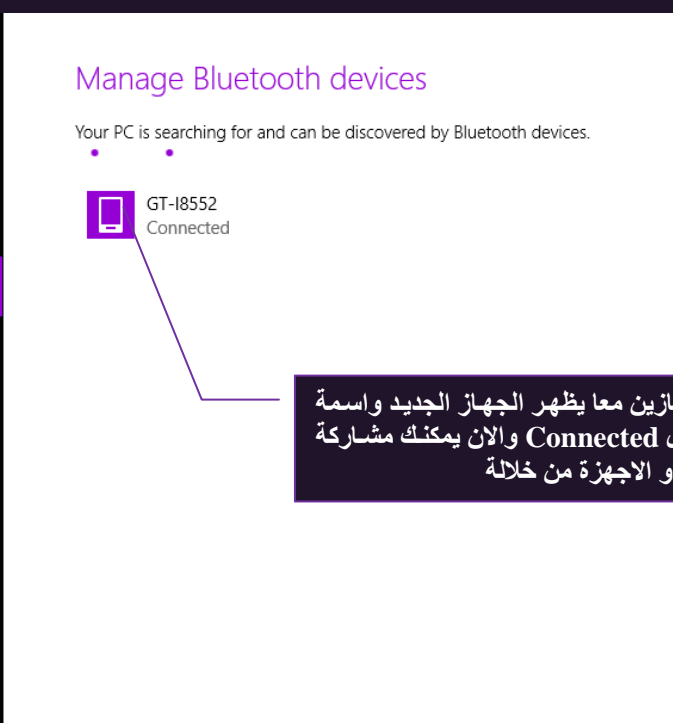 Manage Bluetooth devices
Your PC is searching for and can be discovered by Bluetooth devices.
GT-I8552
Connected
معا يظهر الجهاز الجديد واسمة
Connected والان يمكنك مشاركة
الاجهزة من خلالة